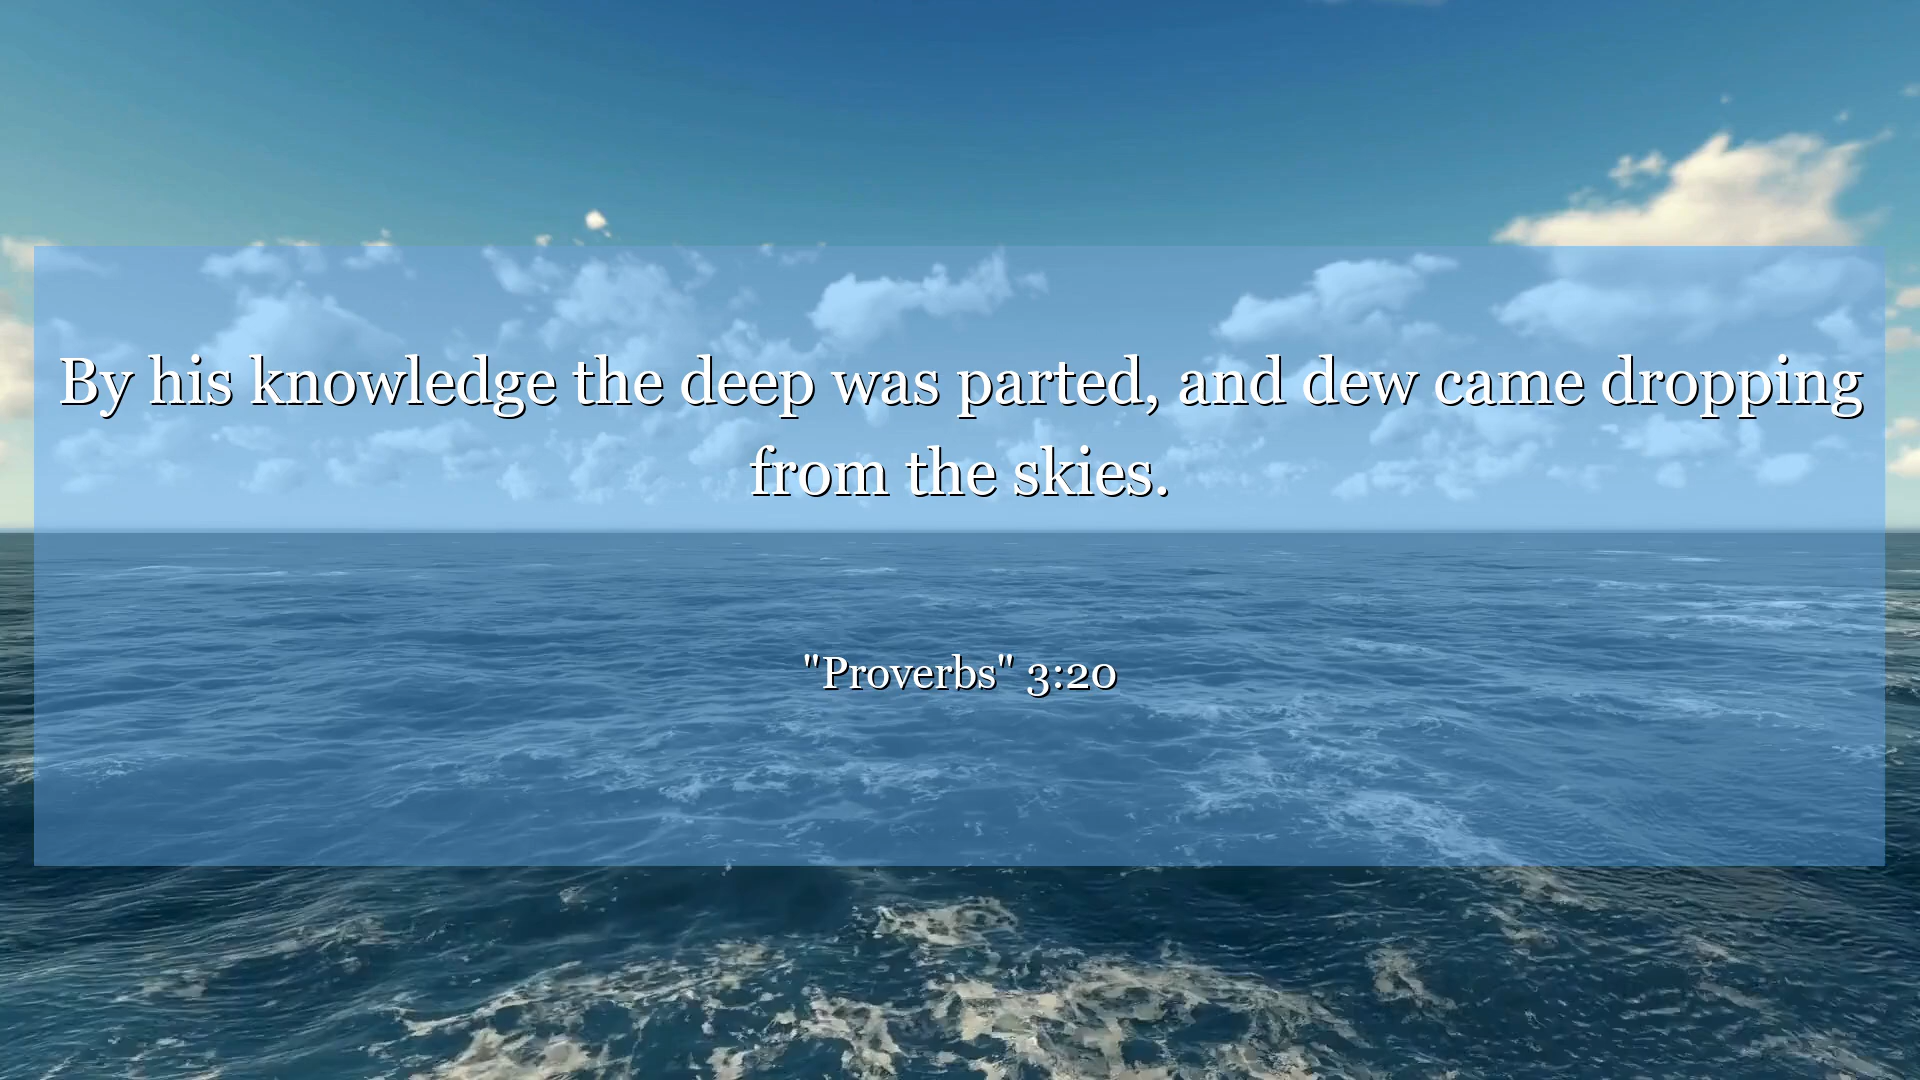 By his knowledge the deep was parted, and dew came dropping
from the skies.
"Proverbs" 3:20